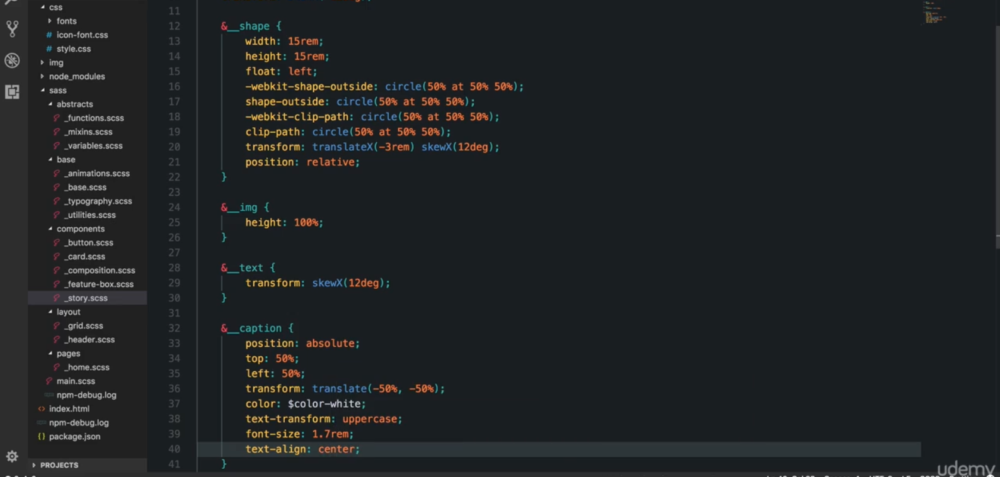 css
fonts
# icon-font.css
# style.css
img
node_modules
sass
abstracts
_functions.scss
_mixins.scss
_variables.scss
base
_animations.scss
_base.scss
_typography.scss
_utilities.scss
components
_button.scss
_card.scss
_composition.scss
_feature-box.scss
_story.scss
layout
_grid.scss
_header.scss
pages
_home.scss
main.scss
npm-debug.log
<> index.html
npm-debug.log
{} package.json
PROJECTS
11
12 &__shape {
13 width: 15rem;
14 height: 15rem;
15 float: left;
16 -webkit-shape-outside: circle(50% at 50% 50%);
17 shape-outside: circle(50% at 50% 50%);
18 -webkit-clip-path: circle(50% at 50% 50%);
19 clip-path: circle(50% at 50% 50%);
20 transform: translateX(-3rem) skewX(12deg);
21 position: relative;
22 }
23
24 &__img {
25 height: 100%;
26 }
27
28 &__text {
29 transform: skewX(12deg);
30 }
31
32 &__caption {
33 position: absolute;
34 top: 50%;
35 left: 50%;
36 transform: translate(-50%, -50%);
37 color: $color-white;
38 text-transform: uppercase;
39 font-size: 1.7rem;
40 text-align: center;
41 }
udemy